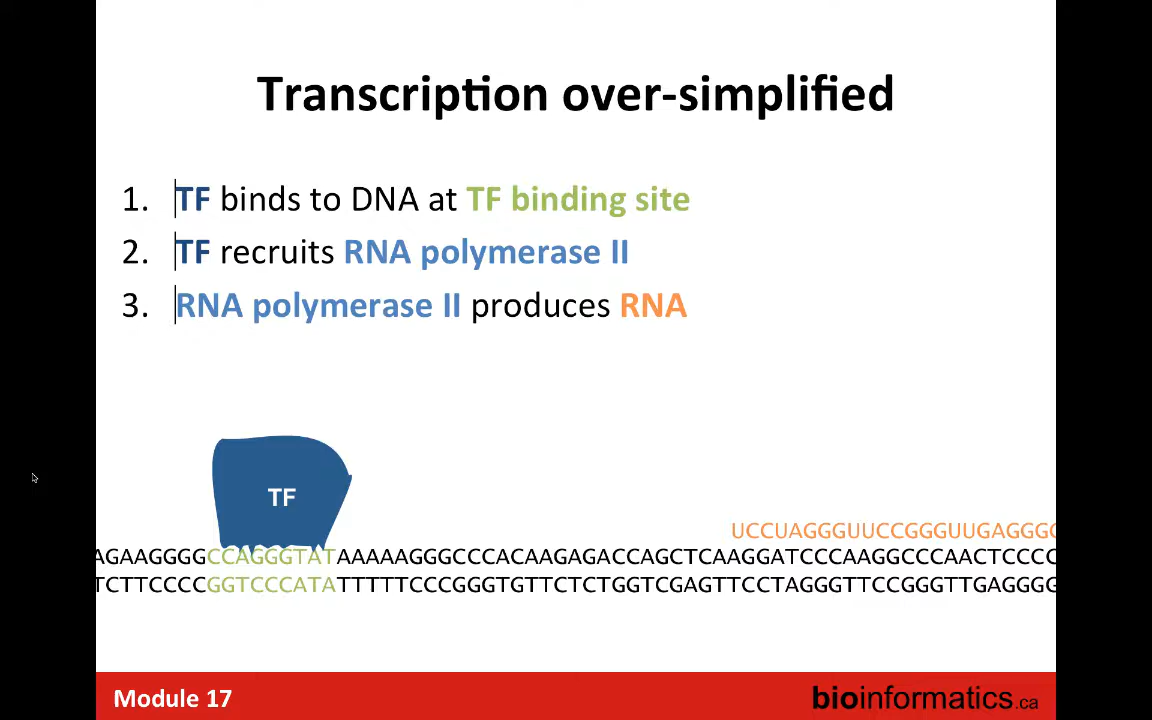 Transcription over-simplified
1. TF binds to DNA at TF binding site
2. TF recruits RNA polymerase II
3. RNA polymerase II produces RNA
TF
UCCUAGGGUUCCGGGUUGAGGGG
AGAAGGGGCCAGGGTATAAAAAGGGCCCACAAGAGACCAGCTCAAGGATCCCAAGGCCCAACTCCCC
TCTTCCCCGGTCCCATATTTTTCCCGGGTGTTCTCTGGTCGAGTTCCTAGGGTTCCGGGTTGAGGGG
Module 17
bioinformatics.ca